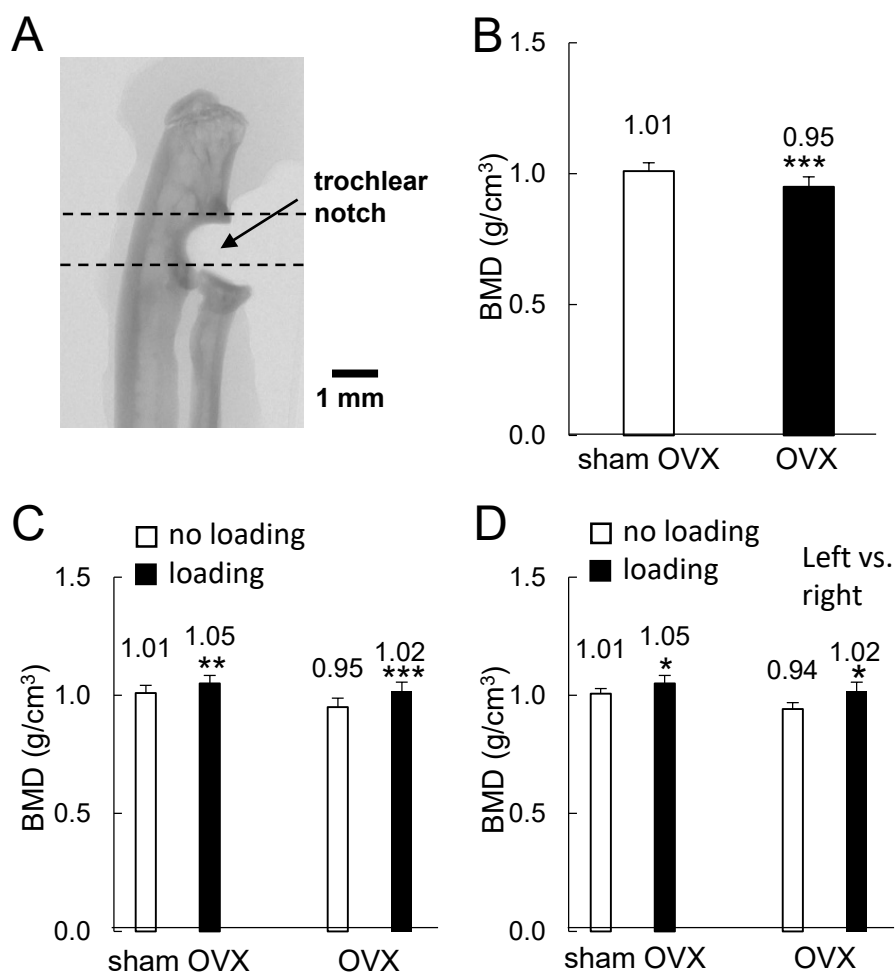 A
trochlear
notch
1 mm
B
1.5
1.0
0.5
0.0
BMD (g/cm³)
1.01
0.95
***
sham OVX
OVX
C
no loading
loading
1.5
1.0
0.5
0.0
BMD (g/cm³)
1.01
1.05
**
0.95
1.02
***
sham OVX
OVX
D
no loading
loading
Left vs.
right
1.5
1.0
0.5
0.0
BMD (g/cm³)
1.01
1.05
*
0.94
1.02
*
sham OVX
OVX